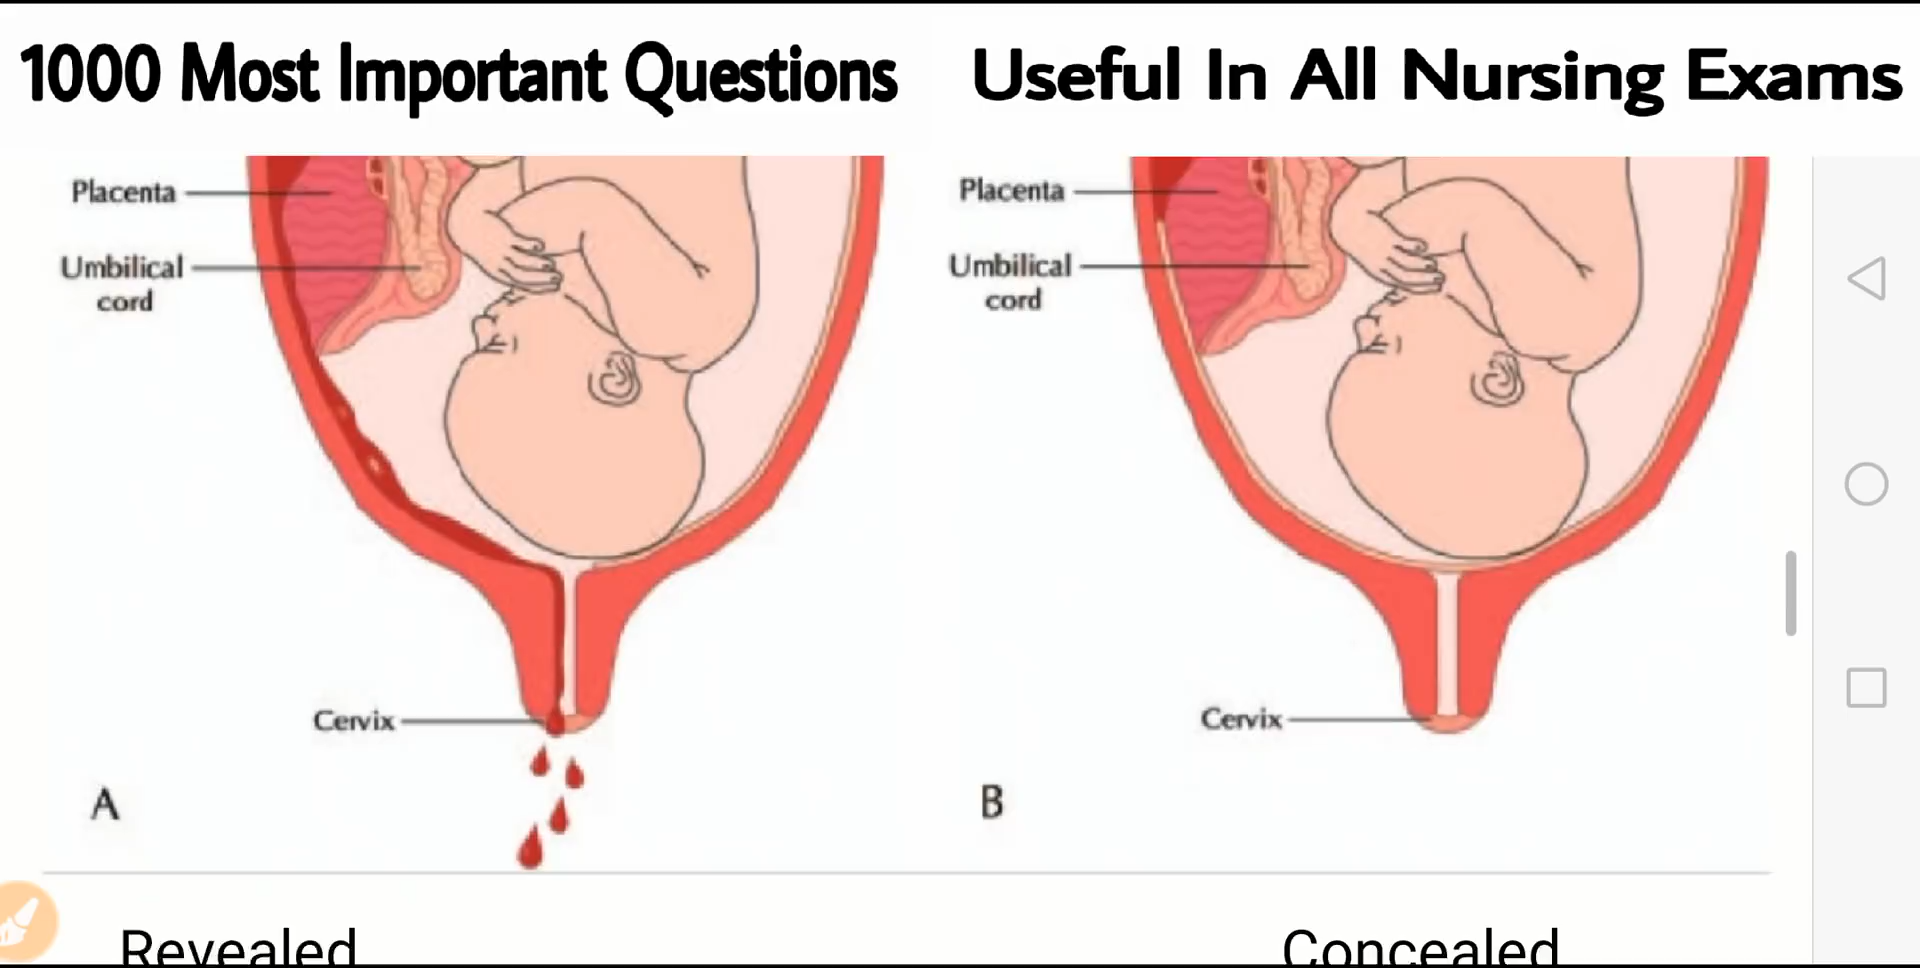 1000 Most Important Questions
Useful In All Nursing Exams
Placenta
Umbilical
cord
Cervix
A
Placenta
Umbilical
cord
Cervix
B
Revealed
Concealed